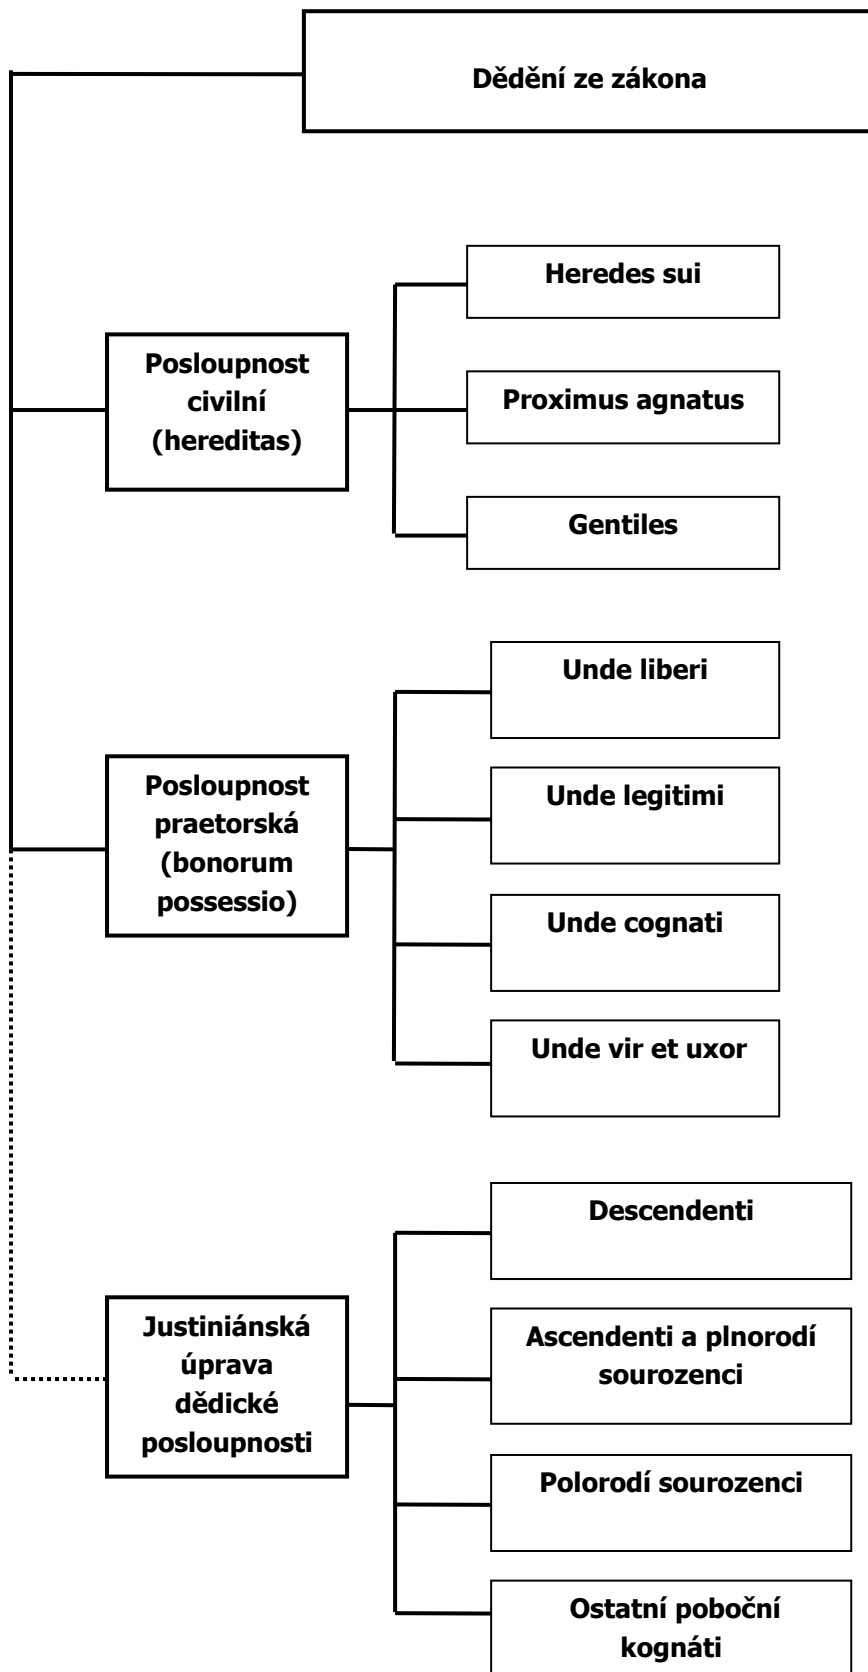 Dědění ze zákona
Heredes sui
Posloupnost
civilní
(hereditas)
Proximus agnatus
Gentiles
Unde liberi
Posloupnost
praetorská
(bonorum
possessio)
Unde legitimi
Unde cognati
Unde vir et uxor
Descendenti
Justiniánská
úprava
dědické
posloupnosti
Ascendenti a plnorodí
sourozenci
Polorodí sourozenci
Ostatní poboční
kognáti